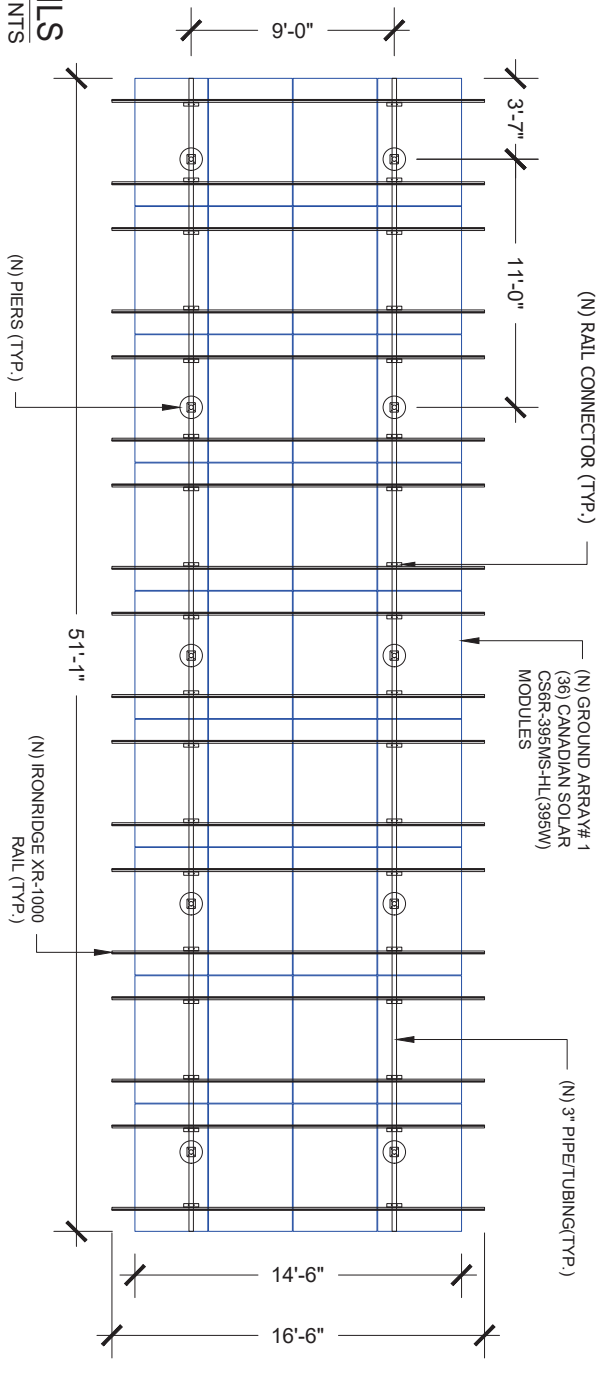 9'-0"
3'-7"
11'-0"
(N) RAIL CONNECTOR (TYP.)
(N) GROUND ARRAY# 1
(36) CANADIAN SOLAR
CS6R-395MS-HL(395W)
MODULES
(N) 3" PIPE/TUBING(TYP.)
(N) PIERS (TYP.)
51'-1"
(N) IRONRIDGE XR-1000
RAIL (TYP.)
14'-6"
16'-6"
ILS
NTS